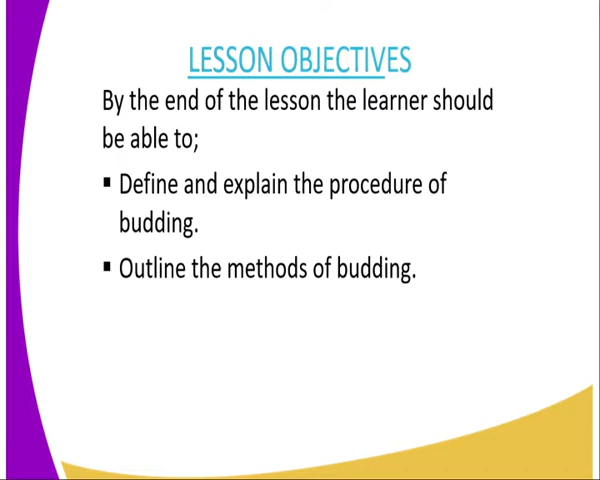 LESSON OBJECTIVES
By the end of the lesson the learner should
be able to;
▪ Define and explain the procedure of
budding.
▪ Outline the methods of budding.